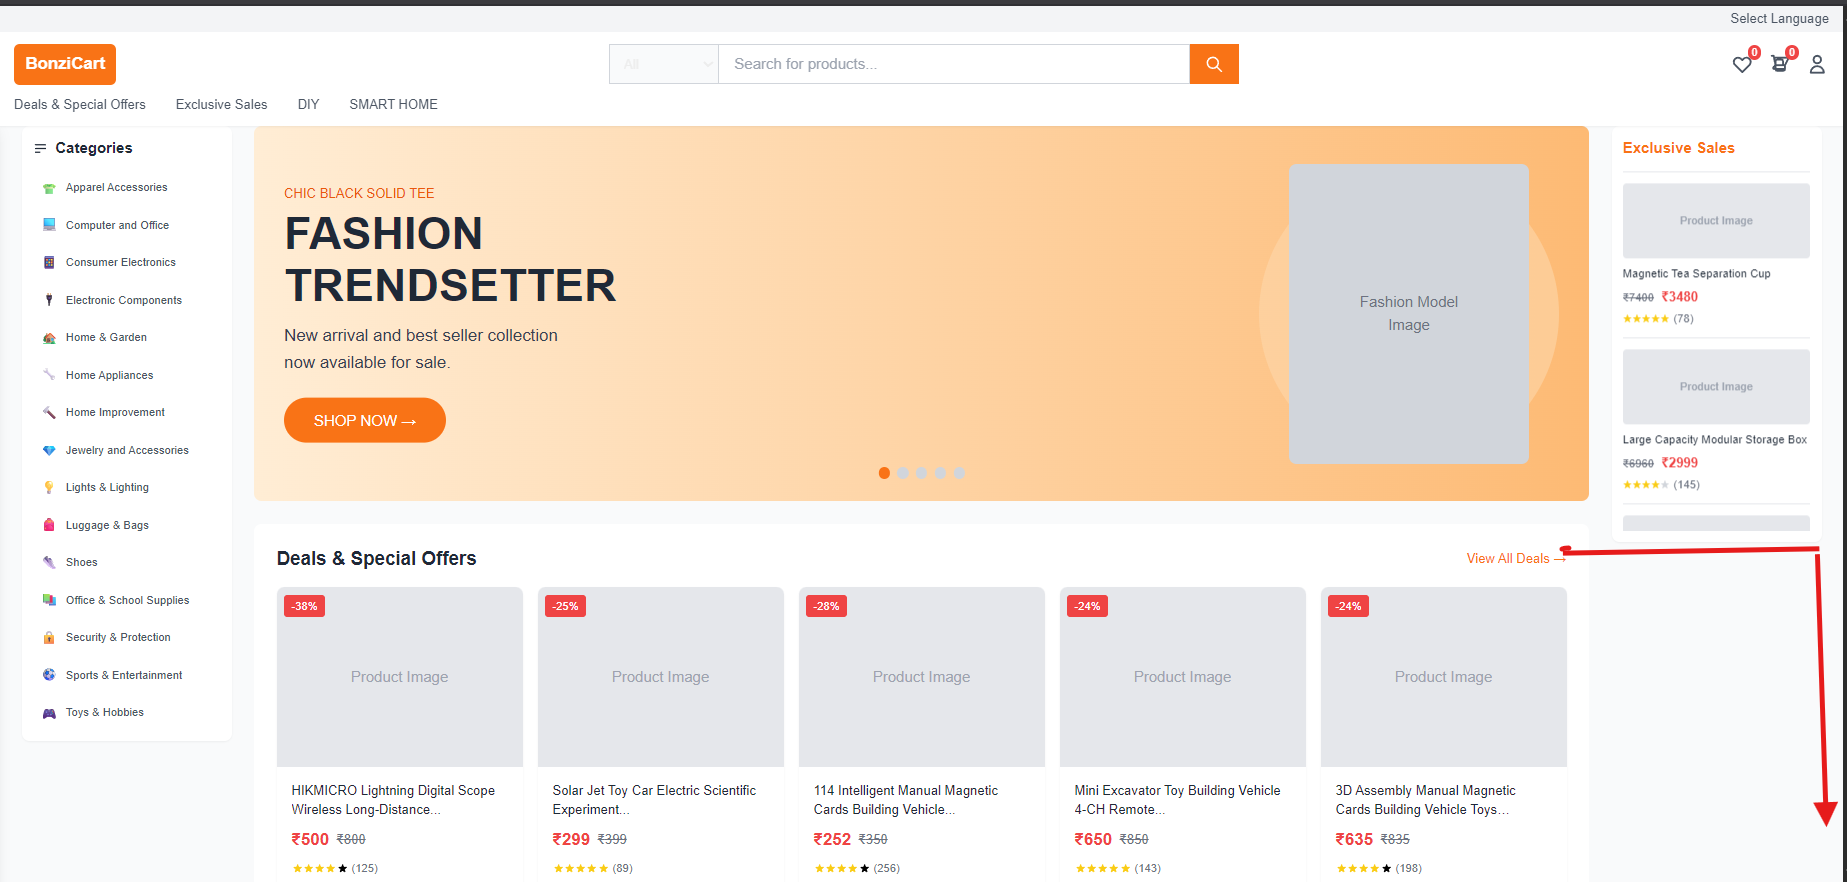 Select Language
BonziCart
All
Search for products...
0
0
Deals & Special Offers
Exclusive Sales
DIY
SMART HOME
Categories
Apparel Accessories
Computer and Office
Consumer Electronics
Electronic Components
Home & Garden
Home Appliances
Home Improvement
Jewelry and Accessories
Lights & Lighting
Luggage & Bags
Shoes
Office & School Supplies
Security & Protection
Sports & Entertainment
Toys & Hobbies
CHIC BLACK SOLID TEE
FASHION
TRENDSETTER
New arrival and best seller collection
now available for sale.
SHOP NOW →
Fashion Model
Image
Exclusive Sales
Product Image
Magnetic Tea Separation Cup
₹7400 ₹3480
★★★★★ (78)
Product Image
Large Capacity Modular Storage Box
₹6960 ₹2999
★★★★★ (145)
Deals & Special Offers
View All Deals →
-38%
Product Image
HIKMICRO Lightning Digital Scope
Wireless Long-Distance...
₹500 ₹800
★★★★★ (125)
-25%
Product Image
Solar Jet Toy Car Electric Scientific
Experiment...
₹299 ₹399
★★★★★ (89)
-28%
Product Image
114 Intelligent Manual Magnetic
Cards Building Vehicle...
₹252 ₹350
★★★★★ (256)
-24%
Product Image
Mini Excavator Toy Building Vehicle
4-CH Remote...
₹650 ₹850
★★★★★ (143)
-24%
Product Image
3D Assembly Manual Magnetic
Cards Building Vehicle Toys...
₹635 ₹835
★★★★★ (198)